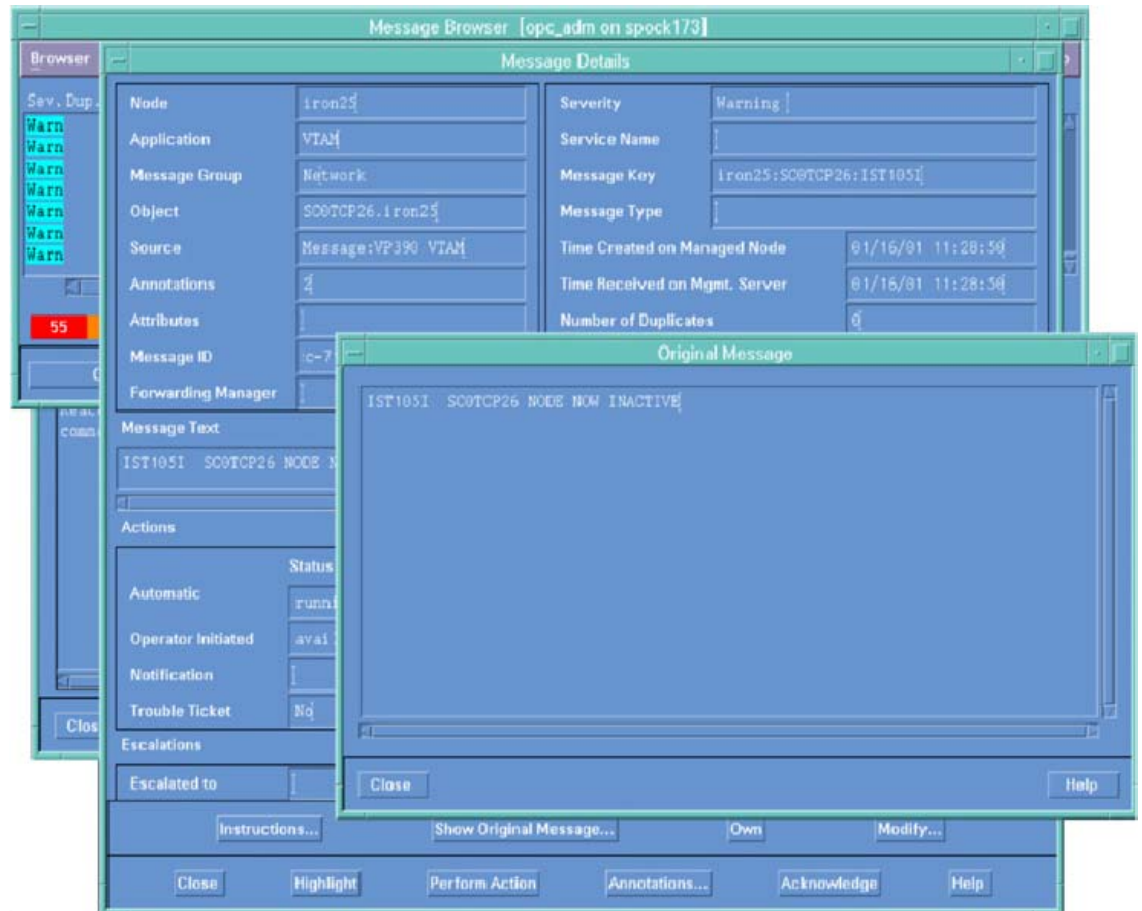 Message Browser [opc_adm on spock173]
Browser
Message Details
Sev. Dup.
Warn
Warn
Warn
Warn
Warn
Warn
Warn
55
Node iron25
Application VTAM
Message Group Network
Object SC0TCP26.iron25
Source Message:VP390 VTAM
Annotations 2
Attributes
Message ID
Forwarding Manager
Severity Warning
Service Name
Message Key iron25:SC0TCP26:IST105I
Message Type
Time Created on Managed Node 01/16/01 11:28:50
Time Received on Mgmt. Server 01/16/01 11:28:50
Number of Duplicates 0
Message Text
IST105I SC0TCP26 NODE N
Actions
Status
Automatic runni
Operator Initiated avai
Notification
Trouble Ticket No
Escalations
Escalated to
Original Message
IST105I SC0TCP26 NODE NOW INACTIVE
Close Help
Clos
Instructions... Show Original Message... Own Modify...
Close Highlight Perform Action Annotations... Acknowledge Help